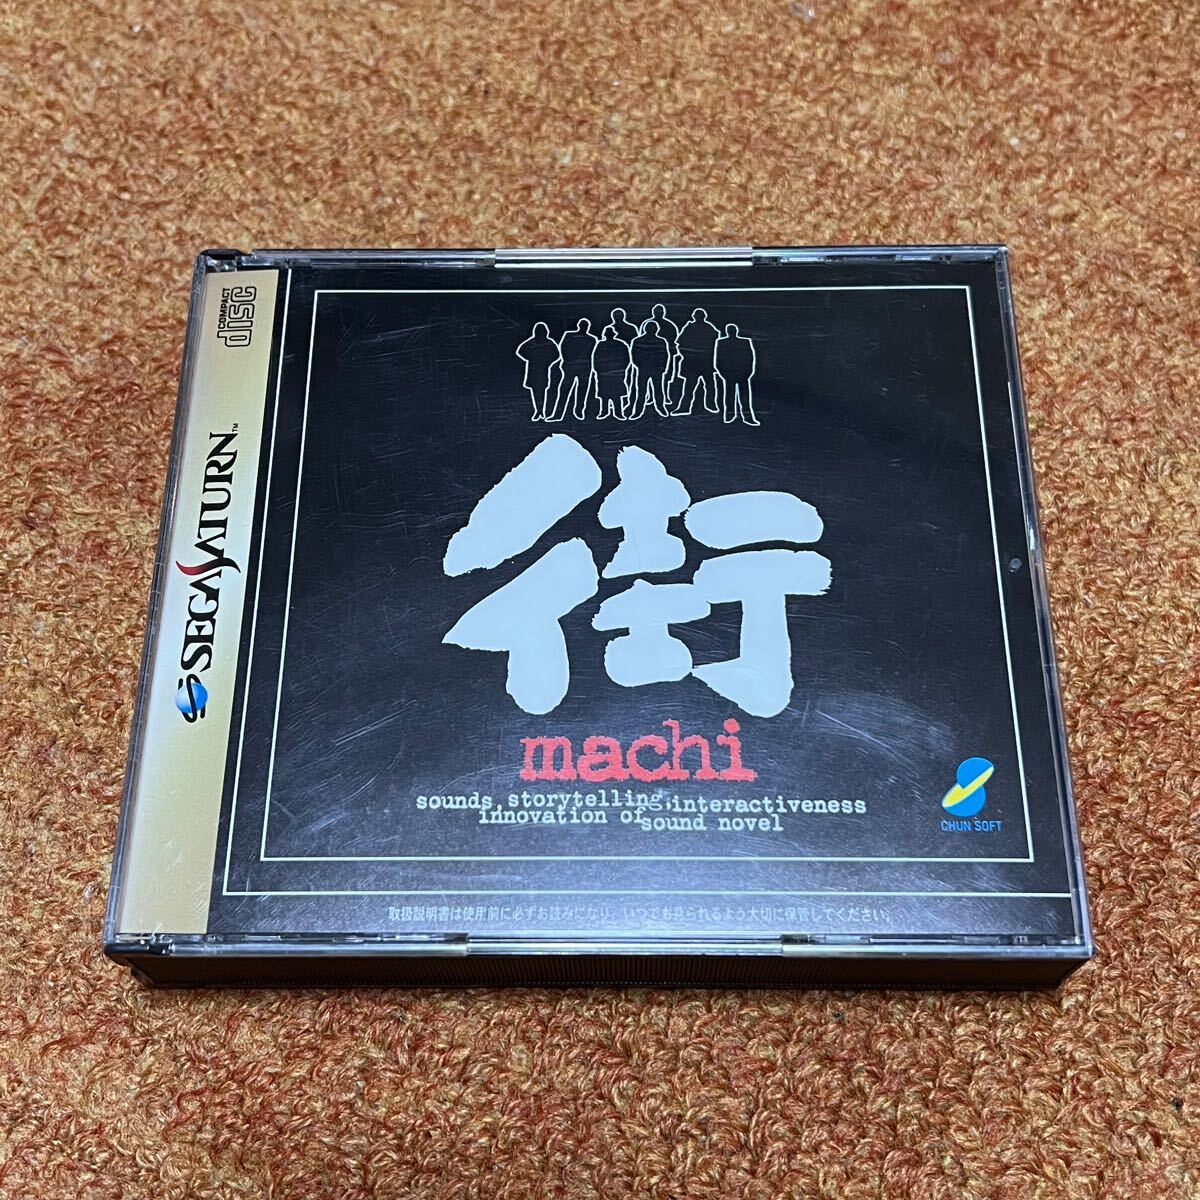 COMPACT
disc
SEGA SATURN™
街
machi
sounds, storytelling, interactiveness
innovation of sound novel
CHUN SOFT
取扱説明書は使用前に必ずお読みになり、いつでも見られるよう大切に保管してください。